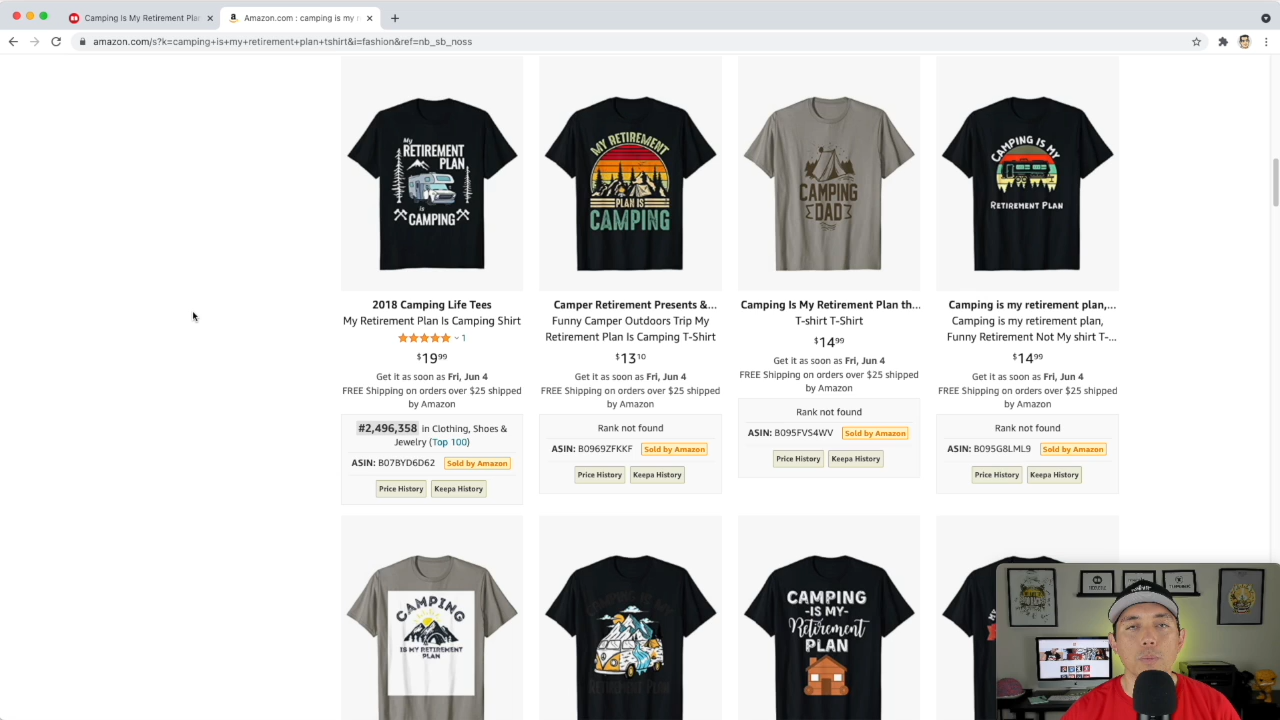 Camping Is My Retirement Plan
Amazon.com : camping is my r
amazon.com/s?k=camping+is+my+retirement+plan+tshirt&i=fashion&ref=nb_sb_noss
My
RETIREMENT
PLAN
is
CAMPING
MY RETIREMENT
PLAN IS
CAMPING
CAMPING
DAD
CAMPING IS MY
RETIREMENT PLAN
2018 Camping Life Tees
My Retirement Plan Is Camping Shirt
1
$19.99
Get it as soon as Fri, Jun 4
FREE Shipping on orders over $25 shipped
by Amazon
#2,496,358 in Clothing, Shoes &
Jewelry (Top 100)
ASIN: B07BYD6D62 Sold by Amazon
Price History Keepa History
Camper Retirement Presents &...
Funny Camper Outdoors Trip My
Retirement Plan Is Camping T-Shirt
$13.10
Get it as soon as Fri, Jun 4
FREE Shipping on orders over $25 shipped
by Amazon
Rank not found
ASIN: B0969ZFKKF Sold by Amazon
Price History Keepa History
Camping Is My Retirement Plan th...
T-shirt T-Shirt
$14.99
Get it as soon as Fri, Jun 4
FREE Shipping on orders over $25 shipped
by Amazon
Rank not found
ASIN: B095FVS4WV Sold by Amazon
Price History Keepa History
Camping is my retirement plan,...
Camping is my retirement plan,
Funny Retirement Not My shirt T-...
$14.99
Get it as soon as Fri, Jun 4
FREE Shipping on orders over $25 shipped
by Amazon
Rank not found
ASIN: B095G8LML9 Sold by Amazon
Price History Keepa History
CAMPING
IS MY RETIREMENT
PLAN
CAMPING IS MY
RETIREMENT PLAN
CAMPING
-IS MY-
Retirement
PLAN